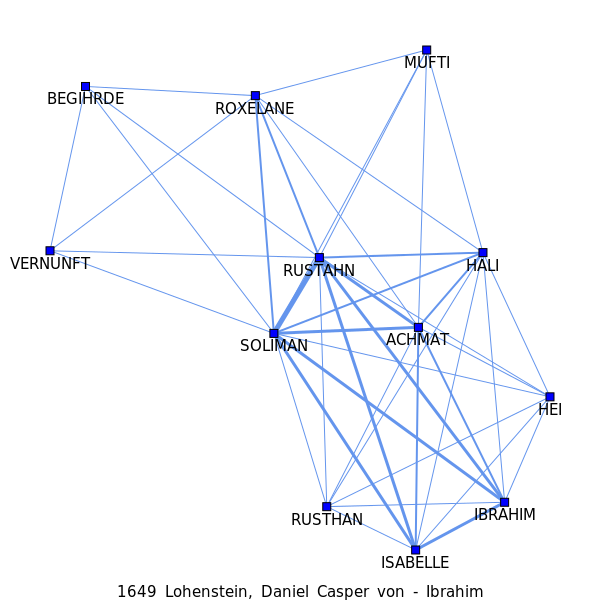 MUFTI
BEGIHRDE
ROXELANE
VERNUNFT
RUSTAHN
HALI
SOLIMAN
ACHMAT
HEI
RUSTHAN
IBRAHIM
ISABELLE
1649 Lohenstein, Daniel Casper von - Ibrahim